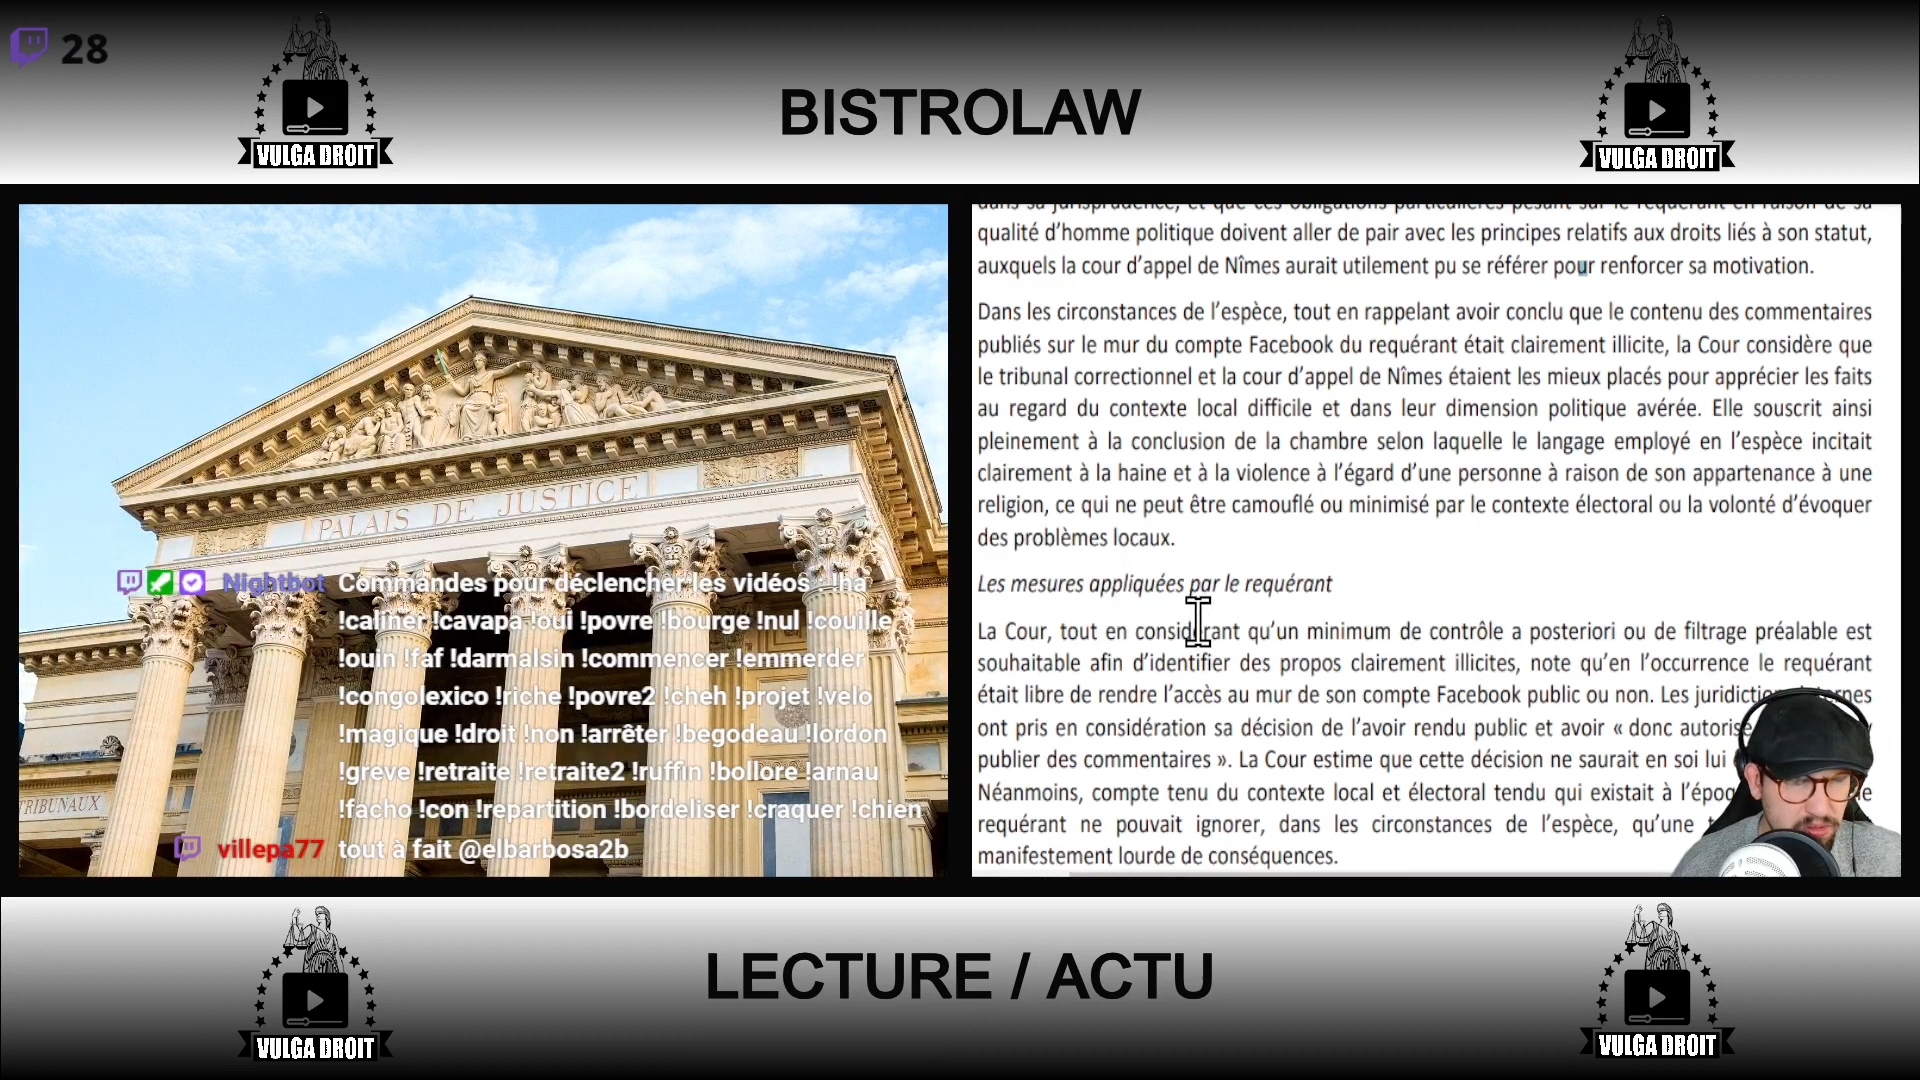 28
BISTROLAW
VULGA DROIT
VULGA DROIT
PALAIS DE JUSTICE
TRIBUNAUX
Nightbot Commandes pour déclencher les vidéos : !ha
!caliner !cavapa !oui !povre !bourge !nul !couille
!ouin !faf !darmalsin !commencer !emmerder
!congolexico !riche !povre2 !cheh !projet !velo
!magique !droit !non !arrêter !begodeau !lordon
!greve !retraite !retraite2 !ruffin !bollore !arnau
!facho !con !repartition !bordeliser !craquer !chien
villepa77 tout à fait @elbarbosa2b
dans sa jurisprudence, et que ces obligations particulières pesant sur le requérant en raison de sa
qualité d’homme politique doivent aller de pair avec les principes relatifs aux droits liés à son statut,
auxquels la cour d’appel de Nîmes aurait utilement pu se référer pour renforcer sa motivation.
Dans les circonstances de l’espèce, tout en rappelant avoir conclu que le contenu des commentaires
publiés sur le mur du compte Facebook du requérant était clairement illicite, la Cour considère que
le tribunal correctionnel et la cour d’appel de Nîmes étaient les mieux placés pour apprécier les faits
au regard du contexte local difficile et dans leur dimension politique avérée. Elle souscrit ainsi
pleinement à la conclusion de la chambre selon laquelle le langage employé en l’espèce incitait
clairement à la haine et à la violence à l’égard d’une personne à raison de son appartenance à une
religion, ce qui ne peut être camouflé ou minimisé par le contexte électoral ou la volonté d’évoquer
des problèmes locaux.
Les mesures appliquées par le requérant
La Cour, tout en considérant qu’un minimum de contrôle a posteriori ou de filtrage préalable est
souhaitable afin d’identifier des propos clairement illicites, note qu’en l’occurrence le requérant
était libre de rendre l’accès au mur de son compte Facebook public ou non. Les
ont pris en considération sa décision de l’avoir rendu public et avoir « donc
publier des commentaires ». La Cour estime que cette décision ne saurait en soi lui
Néanmoins, compte tenu du contexte local et électoral tendu qui existait à
requérant ne pouvait ignorer, dans les circonstances de l’espèce, qu’une
manifestement lourde de conséquences.
LECTURE / ACTU
VULGA DROIT
VULGA DROIT